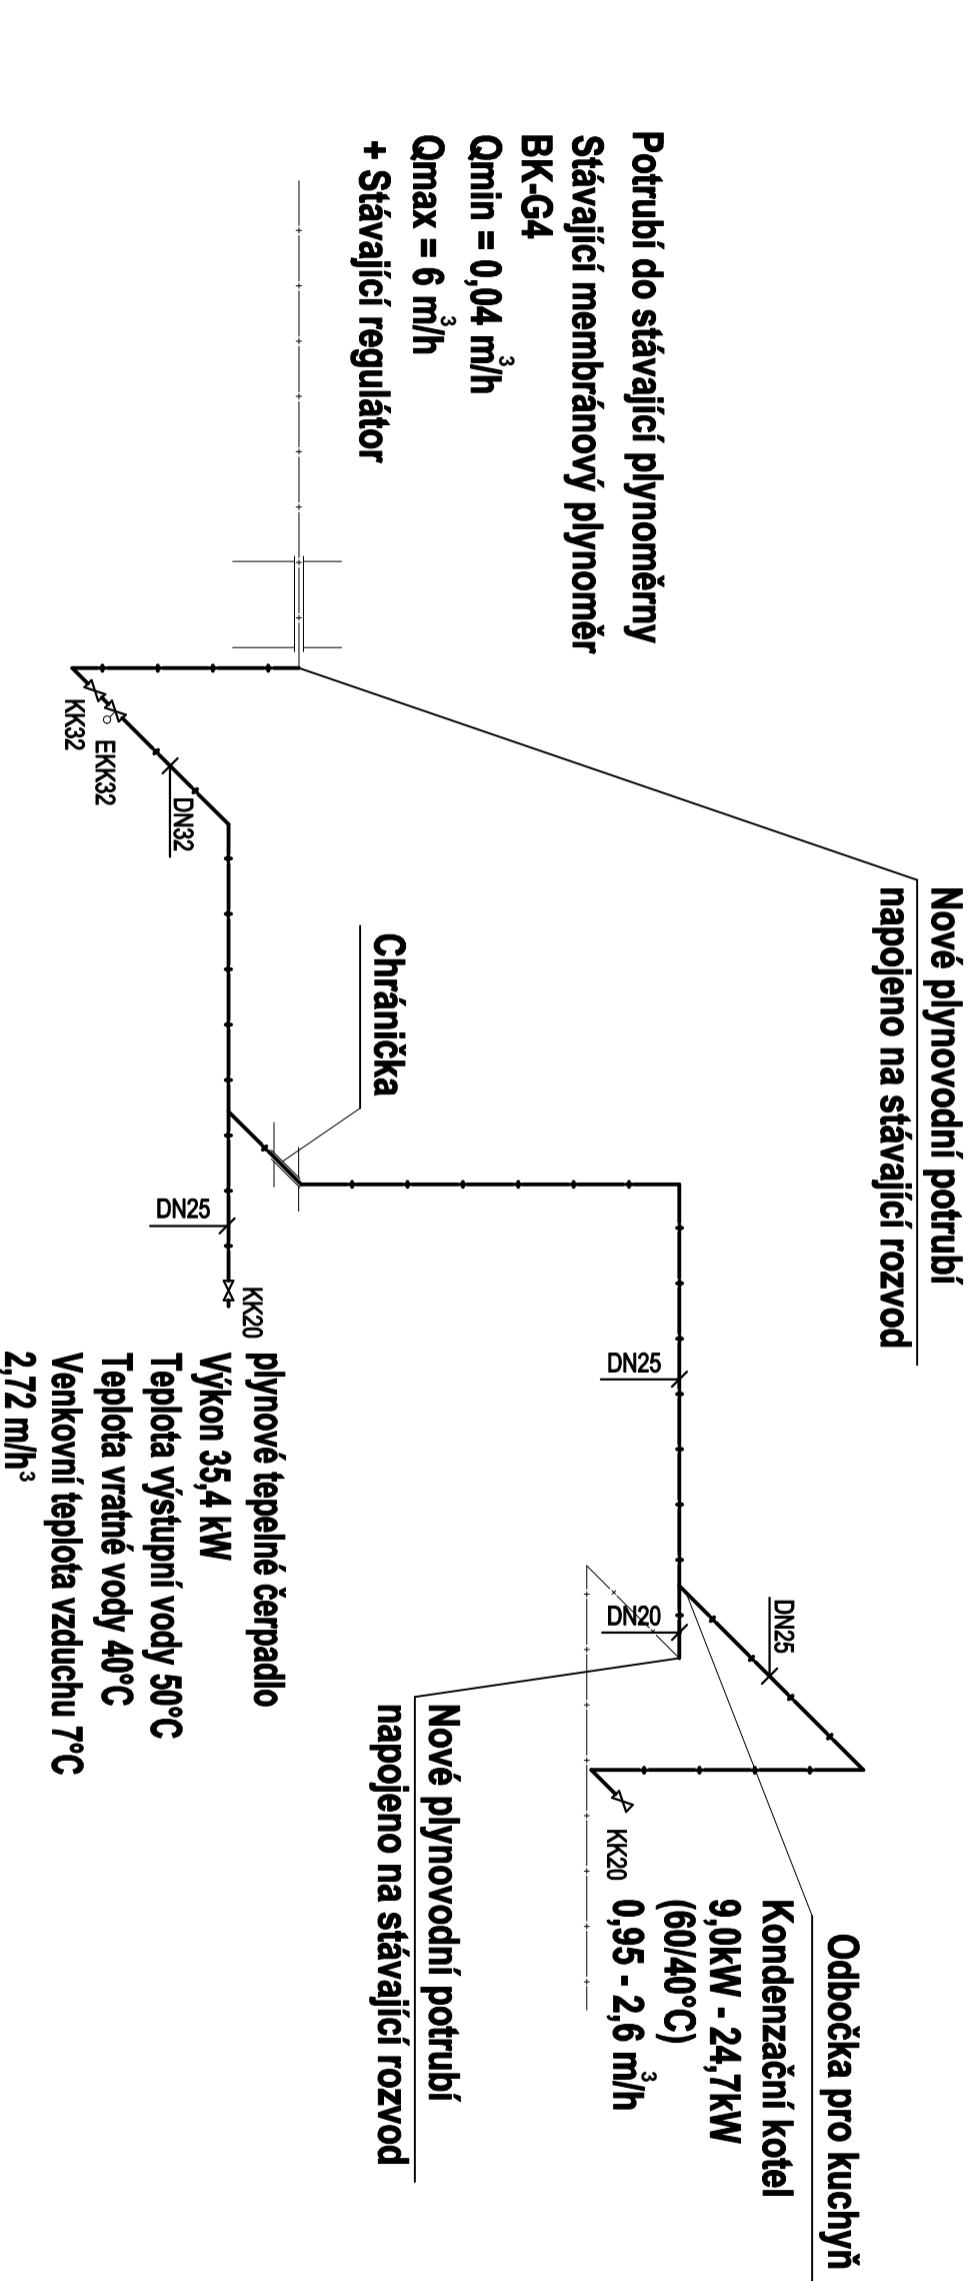 Potrubí do stávající plynoměrny
Stávající membránový plynoměr
BK-G4
Qmin = 0,04 m³/h
Qmax = 6 m³/h
+ Stávající regulátor
Nové plynovodní potrubí
napojeno na stávající rozvod
KK32
EKK32
DN32
Chránička
DN25
KK20
plynové tepelné čerpadlo
Výkon 35,4 kW
Teplota výstupní vody 50°C
Teplota vratné vody 40°C
Venkovní teplota vzduchu 7°C
2,72 m/h³
DN25
DN20
DN25
Nové plynovodní potrubí
napojeno na stávající rozvod
KK20
Odbočka pro kuchyň
Kondenzační kotel
9,0kW - 24,7kW
(60/40°C)
0,95 - 2,6 m³/h